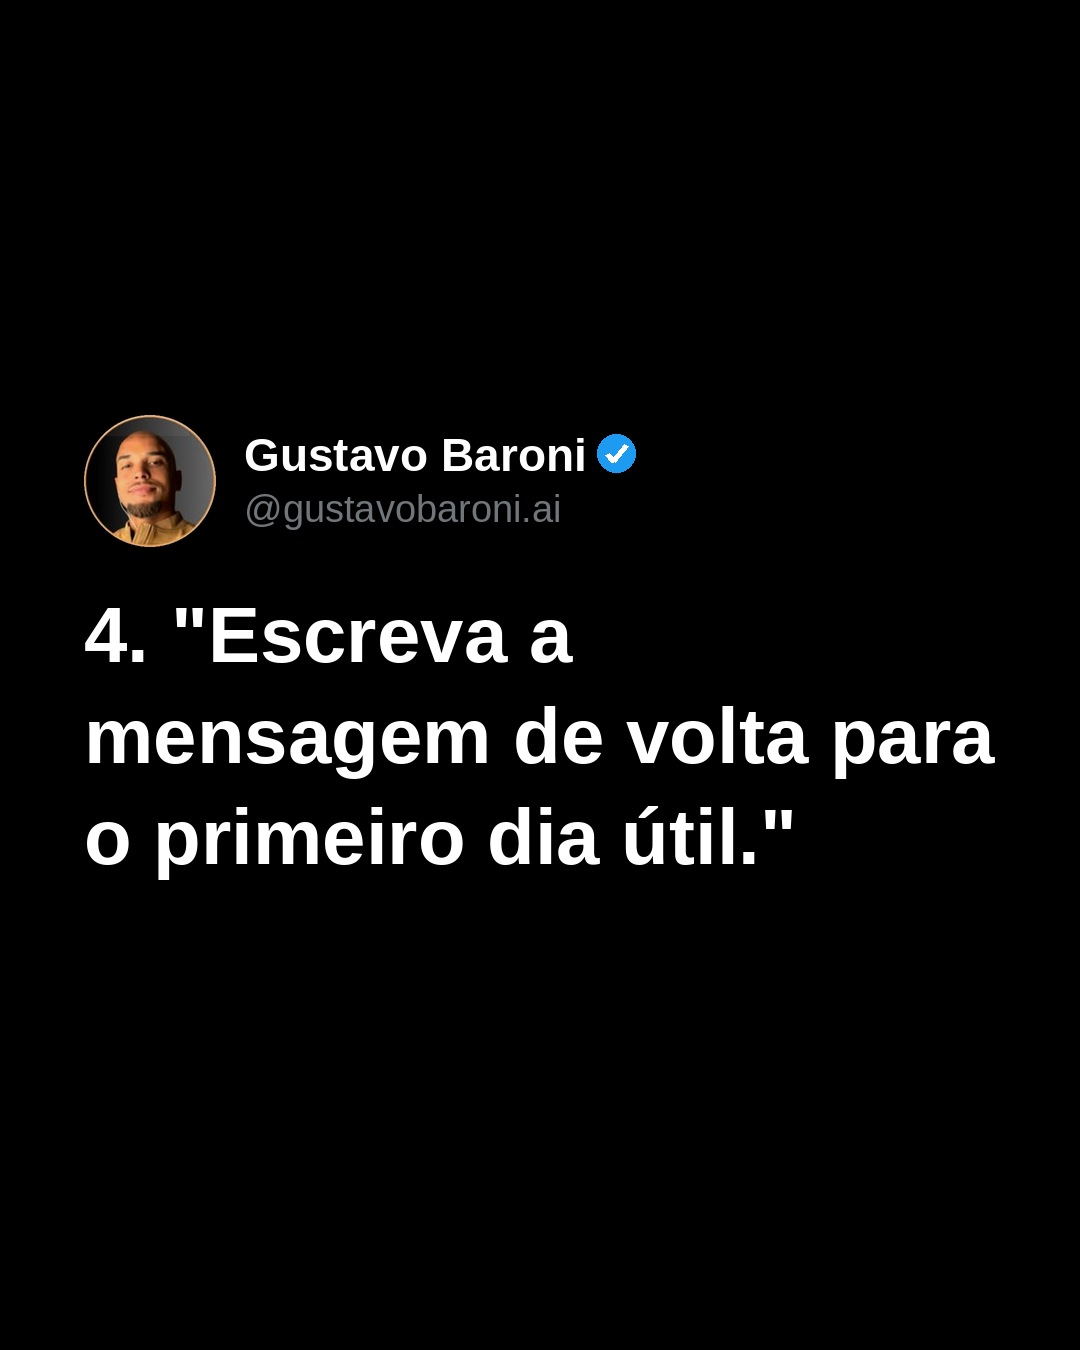 Gustavo Baroni
@gustavobaroni.ai
4. "Escreva a
mensagem de volta para
o primeiro dia útil."